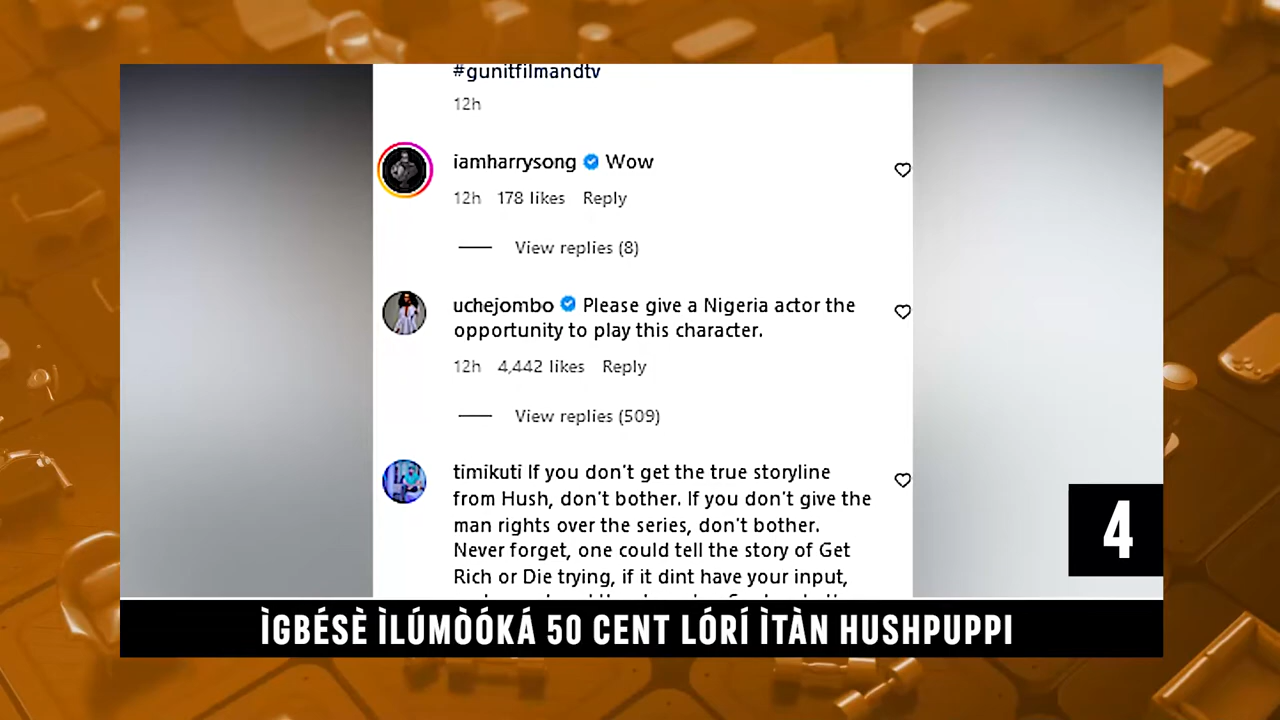 #gunitfilmandtv
12h
iamharrysong Wow
12h 178 likes Reply
View replies (8)
uchejombo Please give a Nigeria actor the
opportunity to play this character.
12h 4,442 likes Reply
View replies (509)
timikuti If you don't get the true storyline
from Hush, don't bother. If you don't give the
man rights over the series, don't bother.
Never forget, one could tell the story of Get
Rich or Die trying, if it dint have your input,
4
ÌGBÉSÈ ÌLÚMÒÓKÁ 50 CENT LÓRÍ ÌTÀN HUSHPUPPI